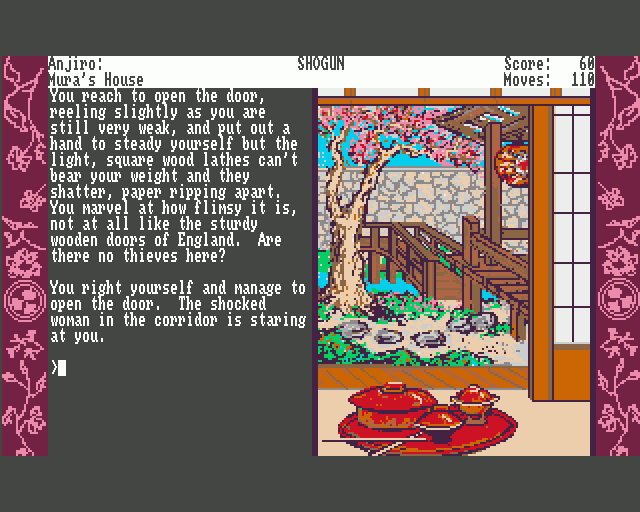 Anjiro: SHOGUN Score: 60
Mura's House Moves: 110
You reach to open the door,
reeling slightly as you are
still very weak, and put out a
hand to steady yourself but the
light, square wood lathes can't
bear your weight and they
shatter, paper ripping apart.
You marvel at how flimsy it is,
not at all like the sturdy
wooden doors of England. Are
there no thieves here?
You right yourself and manage to
open the door. The shocked
woman in the corridor is staring
at you.
>